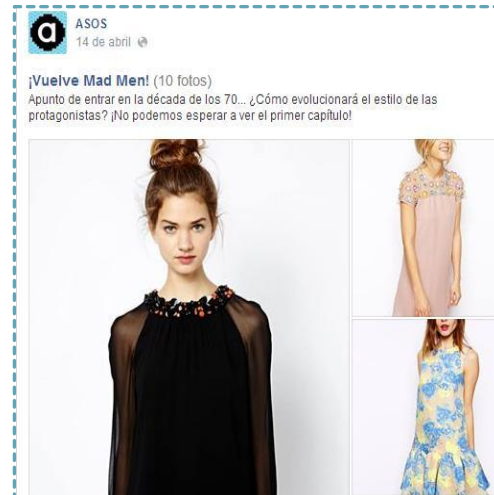 a
ASOS
14 de abril
¡Vuelve Mad Men! (10 fotos)
Apunto de entrar en la década de los 70... ¿Cómo evolucionará el estilo de las
protagonistas? ¡No podemos esperar a ver el primer capítulo!